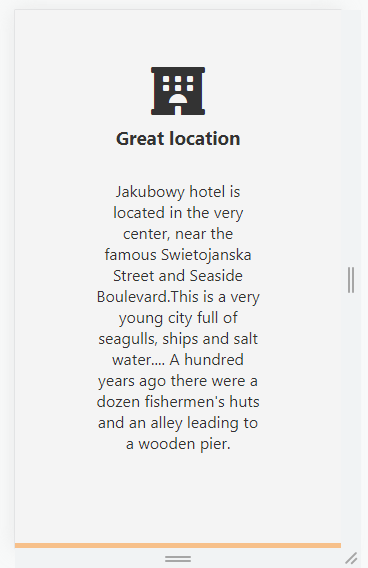 Great location
Jakubowy hotel is
located in the very
center, near the
famous Swietojanska
Street and Seaside
Boulevard.This is a very
young city full of
seagulls, ships and salt
water.... A hundred
years ago there were a
dozen fishermen's huts
and an alley leading to
a wooden pier.